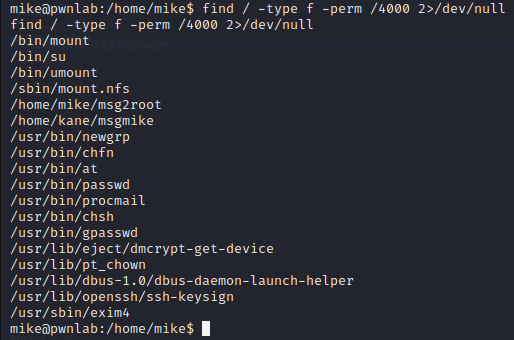 mike@pwnlab:/home/mike$ find / -type f -perm /4000 2>/dev/null
find / -type f -perm /4000 2>/dev/null
/bin/mount
/bin/su
/bin/umount
/sbin/mount.nfs
/home/mike/msg2root
/home/kane/msgmike
/usr/bin/newgrp
/usr/bin/chfn
/usr/bin/at
/usr/bin/passwd
/usr/bin/procmail
/usr/bin/chsh
/usr/bin/gpasswd
/usr/lib/eject/dmcrypt-get-device
/usr/lib/pt_chown
/usr/lib/dbus-1.0/dbus-daemon-launch-helper
/usr/lib/openssh/ssh-keysign
/usr/sbin/exim4
mike@pwnlab:/home/mike$